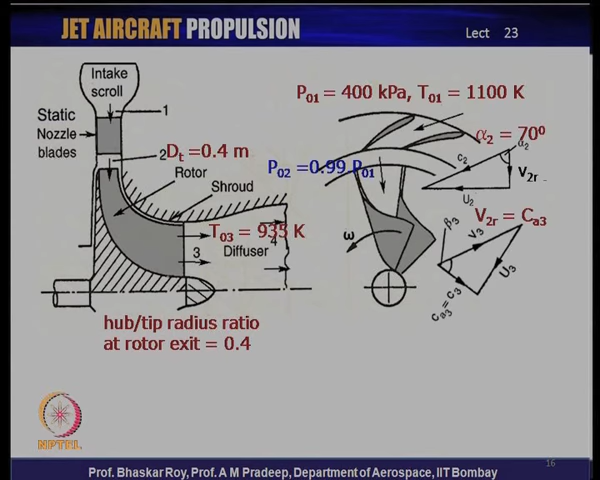 JET AIRCRAFT PROPULSION
Lect 23
Intake
scroll
1
Static
Nozzle
blades
2
Dt = 0.4 m
Rotor
Shroud
T03 = 935 K
3
Diffuser
4
hub/tip radius ratio
at rotor exit = 0.4
P01 = 400 kPa, T01 = 1100 K
α2 = 70⁰
P02 = 0.99 P01
α2
C2
V2r
U2
V2r = Ca3
ω
β3
V3
U3
ca3 = c3
NPTEL
Prof. Bhaskar Roy, Prof. A M Pradeep, Department of Aerospace, IIT Bombay
16